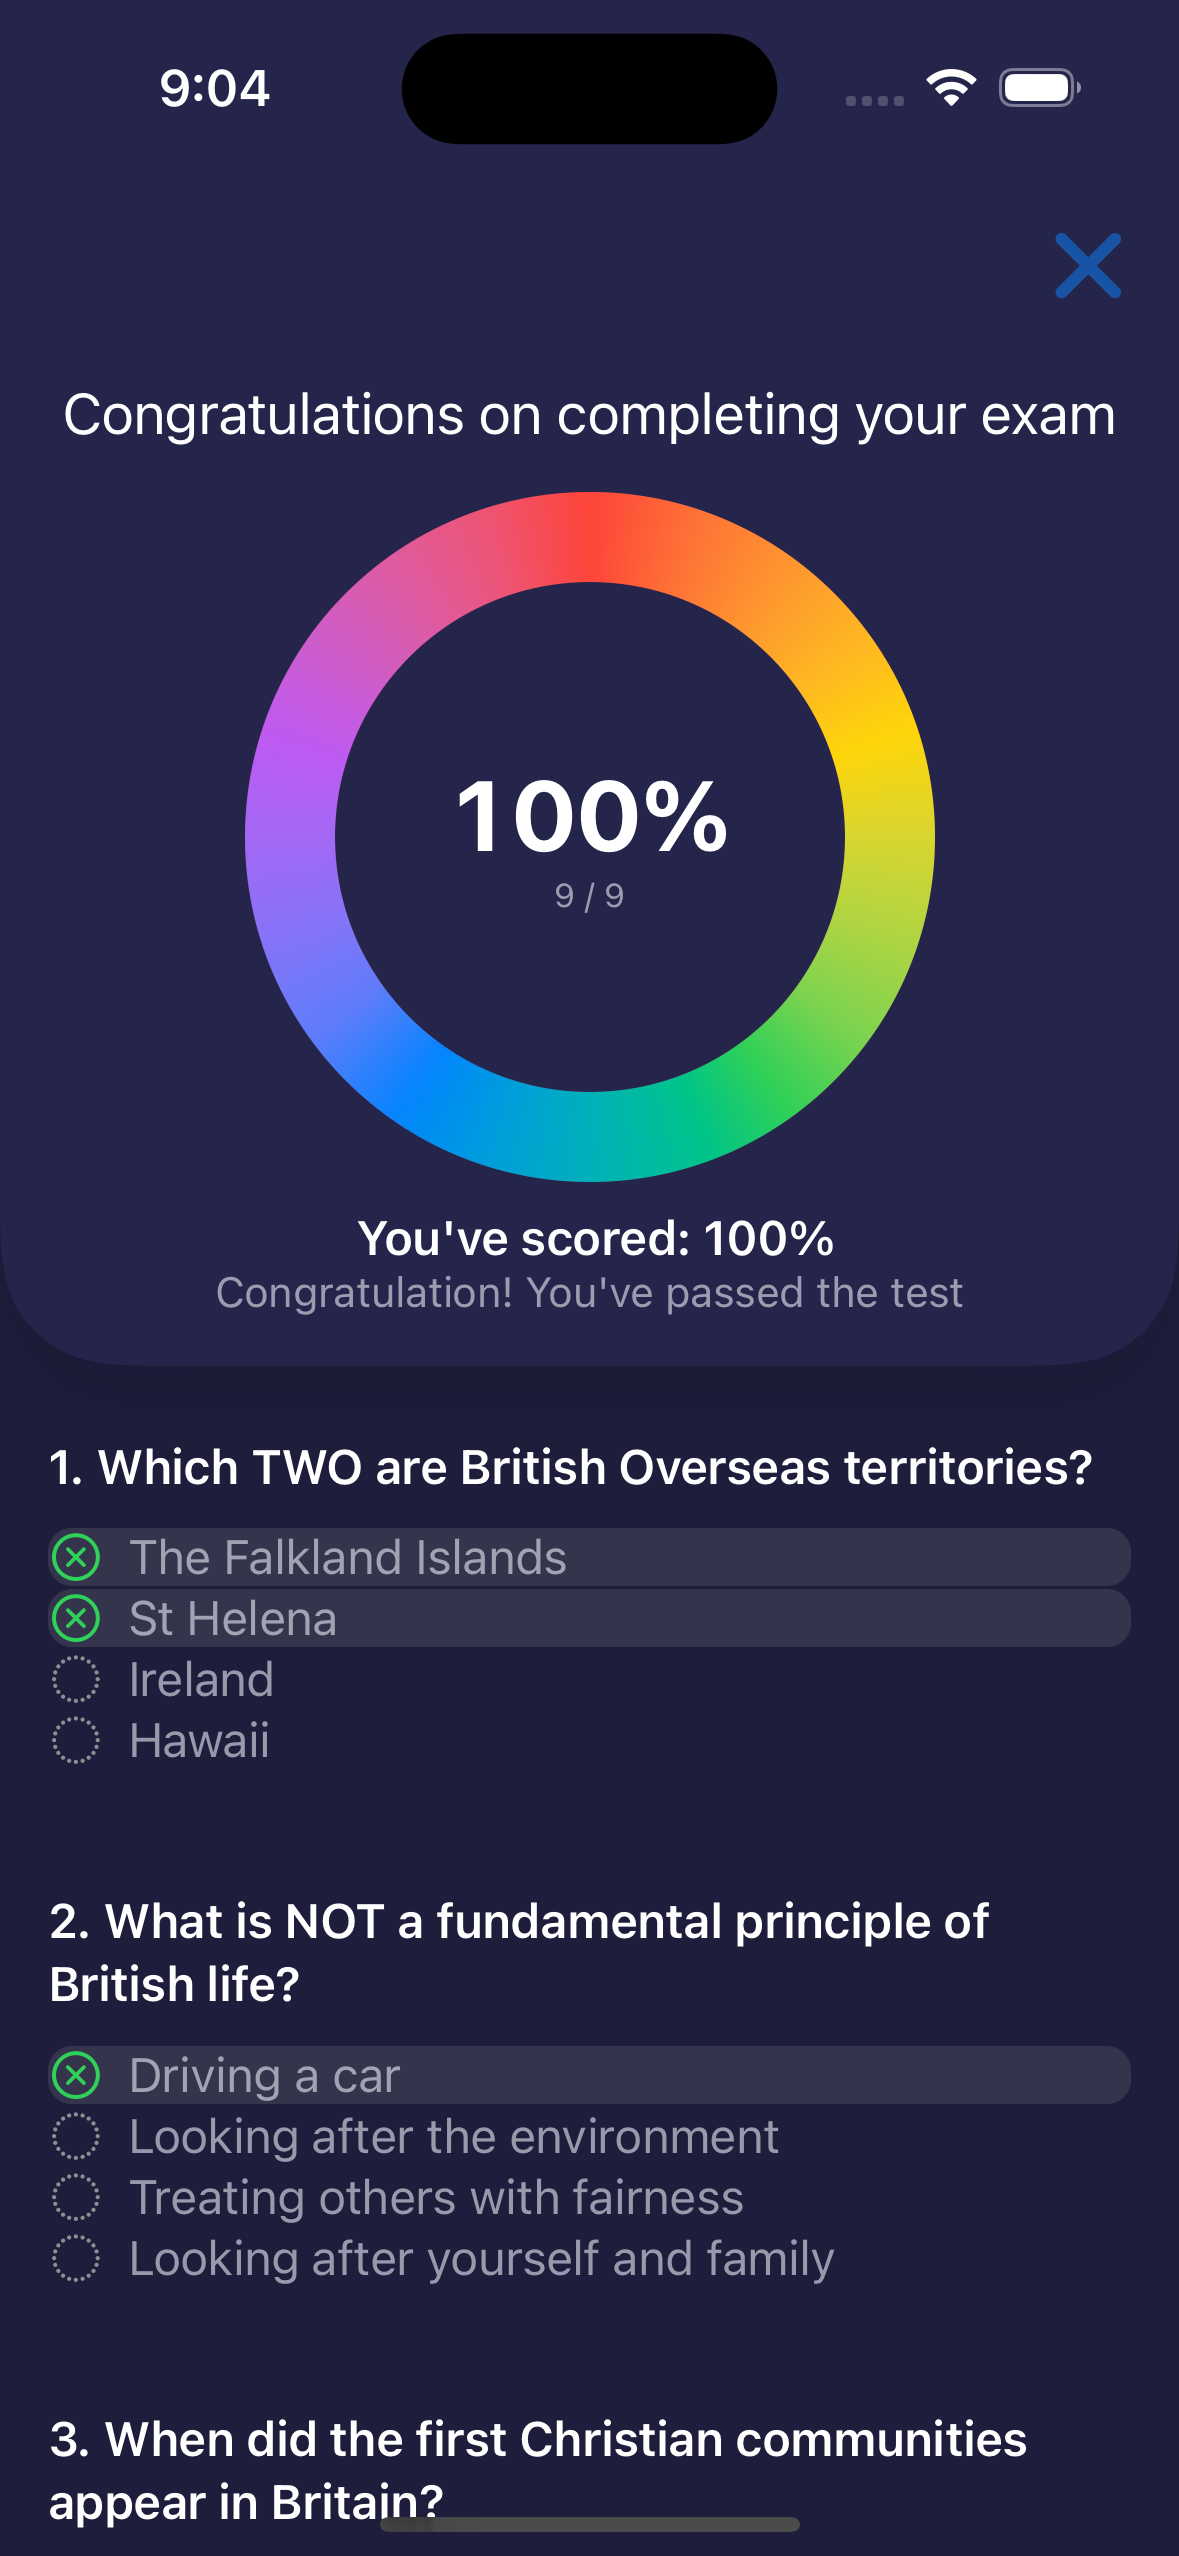 9:04
Congratulations on completing your exam
100%
9 / 9
You've scored: 100%
Congratulation! You've passed the test
1. Which TWO are British Overseas territories?
The Falkland Islands
St Helena
Ireland
Hawaii
2. What is NOT a fundamental principle of
British life?
Driving a car
Looking after the environment
Treating others with fairness
Looking after yourself and family
3. When did the first Christian communities
appear in Britain?